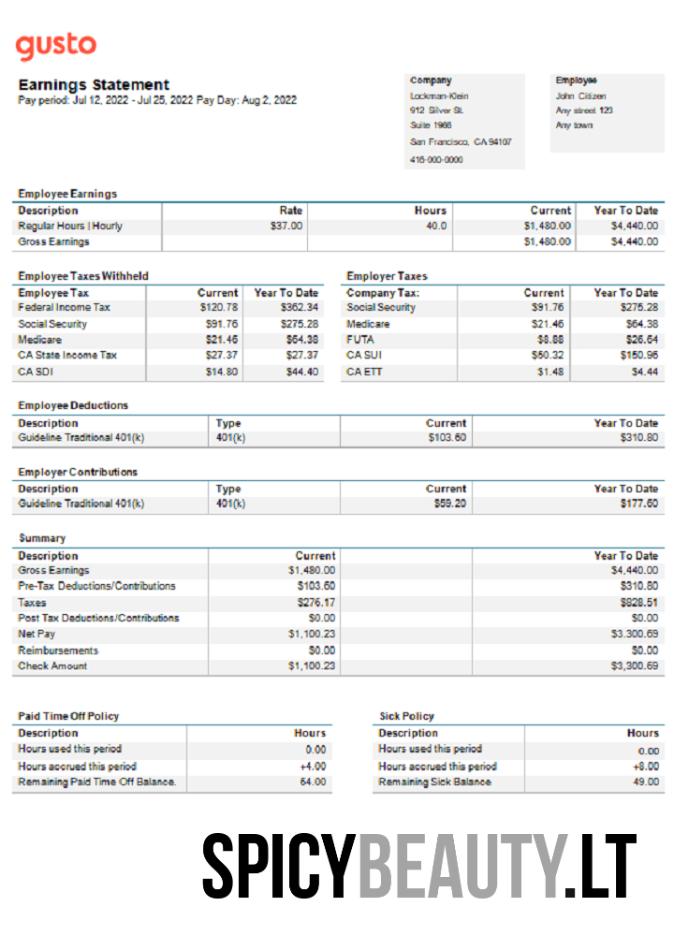 gusto
Earnings Statement
Pay period: Jul 12, 2022 - Jul 25, 2022 Pay Day: Aug 2, 2022
Company
Lockman-Klein
912 Silver St.
Suite 1966
San Francisco, CA 94107
416-000-0000
Employee
John Citizen
Any street 123
Any town
Employee Earnings
Description Rate Hours Current Year To Date
Regular Hours | Hourly $37.00 40.0 $1,480.00 $4,440.00
Gross Earnings $1,480.00 $4,440.00
Employee Taxes Withheld
Employee Tax Current Year To Date
Federal Income Tax $120.78 $362.34
Social Security $91.76 $275.28
Medicare $21.46 $64.38
CA State Income Tax $27.37 $27.37
CA SDI $14.80 $44.40
Employer Taxes
Company Tax: Current Year To Date
Social Security $91.76 $275.28
Medicare $21.46 $64.38
FUTA $8.88 $26.64
CA SUI $50.32 $150.96
CA ETT $1.48 $4.44
Employee Deductions
Description Type Current Year To Date
Guideline Traditional 401(k) 401(k) $103.60 $310.80
Employer Contributions
Description Type Current Year To Date
Guideline Traditional 401(k) 401(k) $59.20 $177.60
Summary
Description Current Year To Date
Gross Earnings $1,480.00 $4,440.00
Pre-Tax Deductions/Contributions $103.60 $310.80
Taxes $276.17 $828.51
Post Tax Deductions/Contributions $0.00 $0.00
Net Pay $1,100.23 $3.300.69
Reimbursements $0.00 $0.00
Check Amount $1,100.23 $3,300.69
Paid Time Off Policy
Description Hours
Hours used this period 0.00
Hours accrued this period +4.00
Remaining Paid Time Off Balance. 64.00
Sick Policy
Description Hours
Hours used this period 0.00
Hours accrued this period +8.00
Remaining Sick Balance 49.00
SPICYBEAUTY.LT